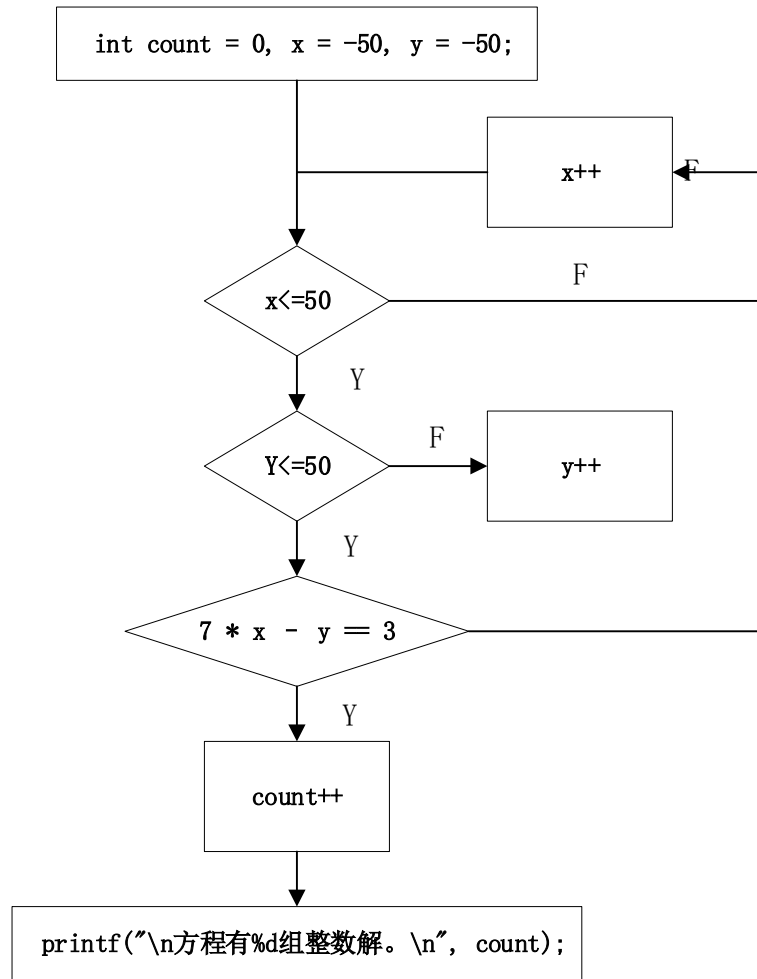 int count = 0, x = -50, y = -50;
x++
F
x<=50
F
Y
Y<=50
F
y++
Y
7 * x - y == 3
Y
count++
printf("\n方程有%d组整数解。\n", count);